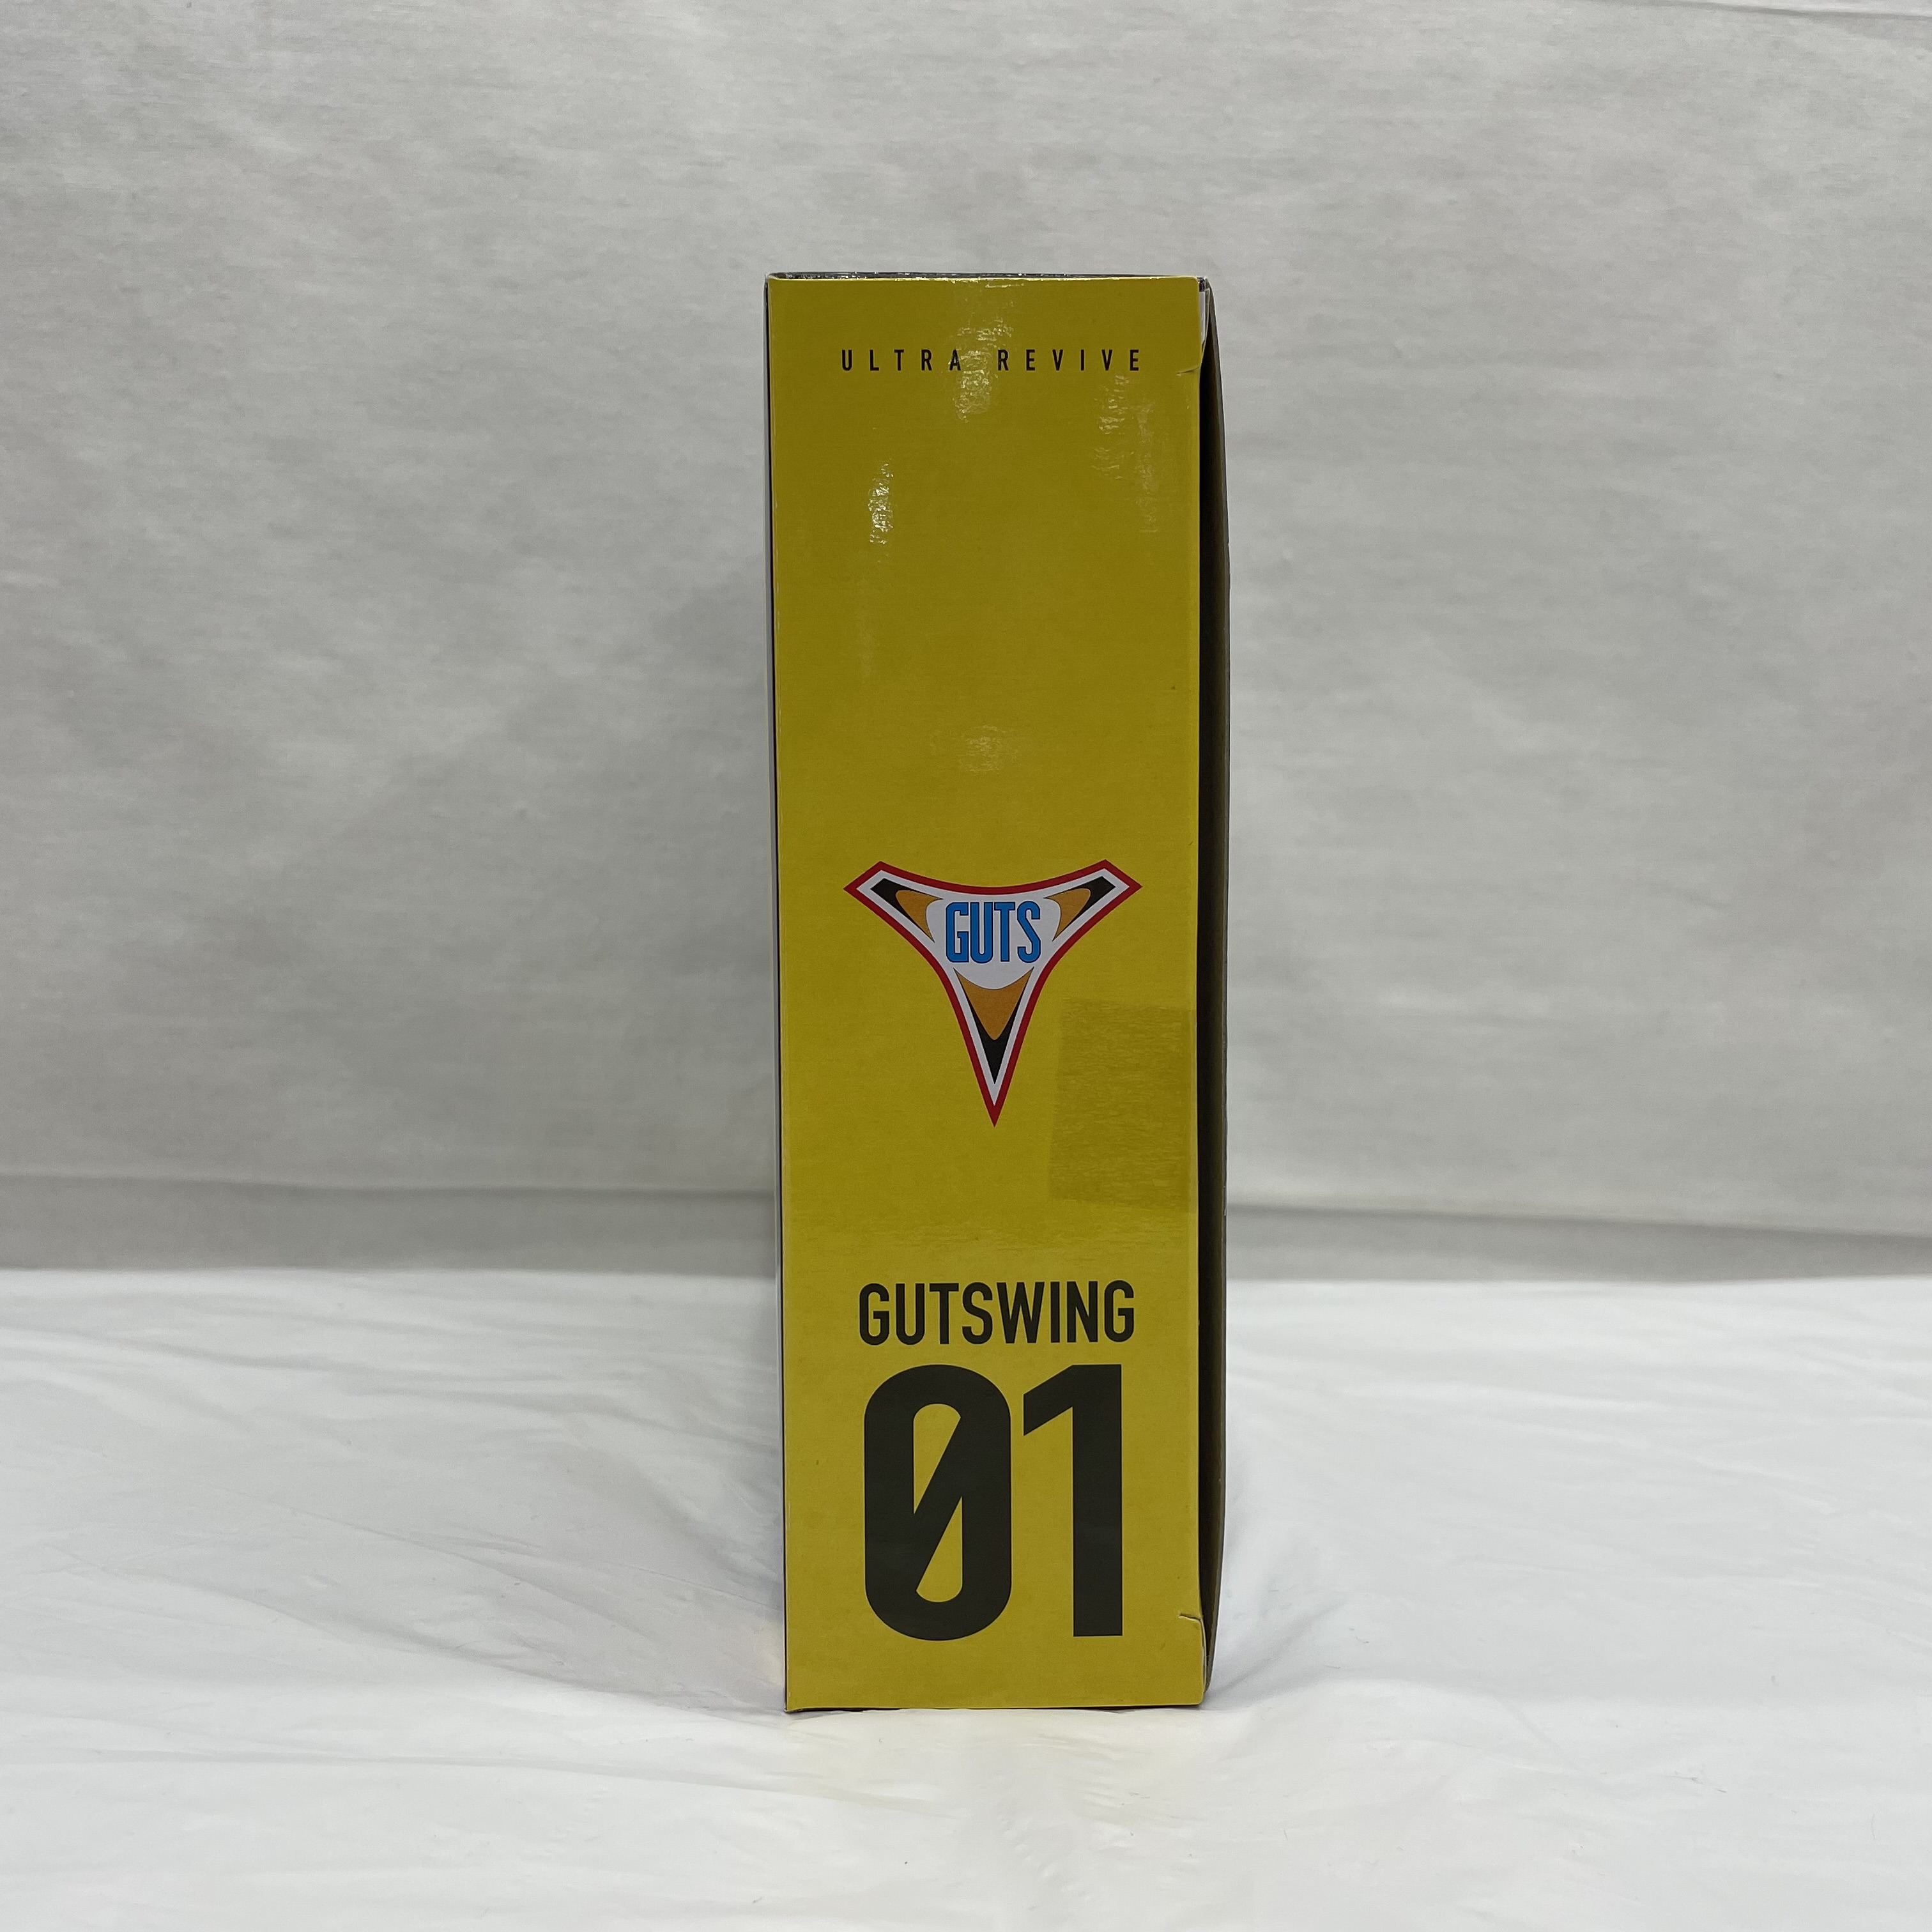 ULTRA REVIVE
GUTS
GUTSWING
01